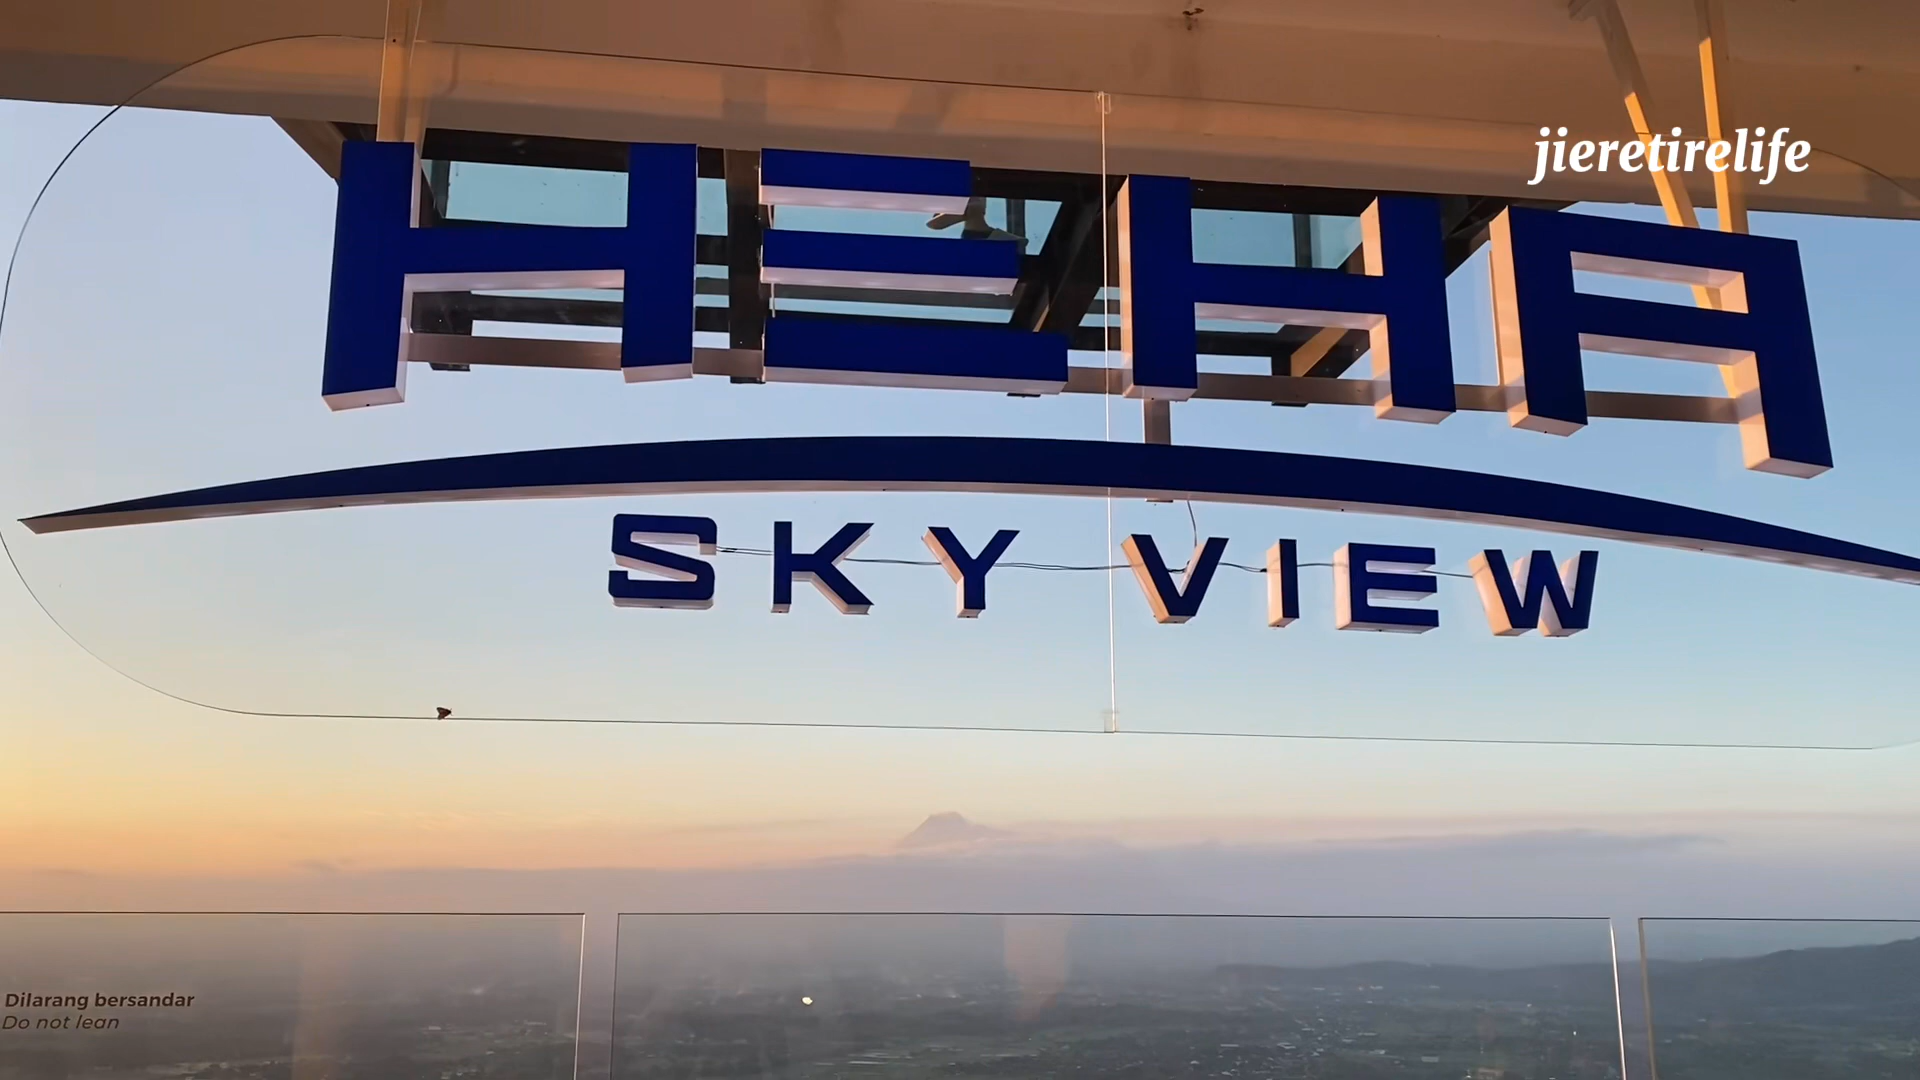 jieretirelife
HEHA
SKY VIEW
Dilarang bersandar
Do not lean